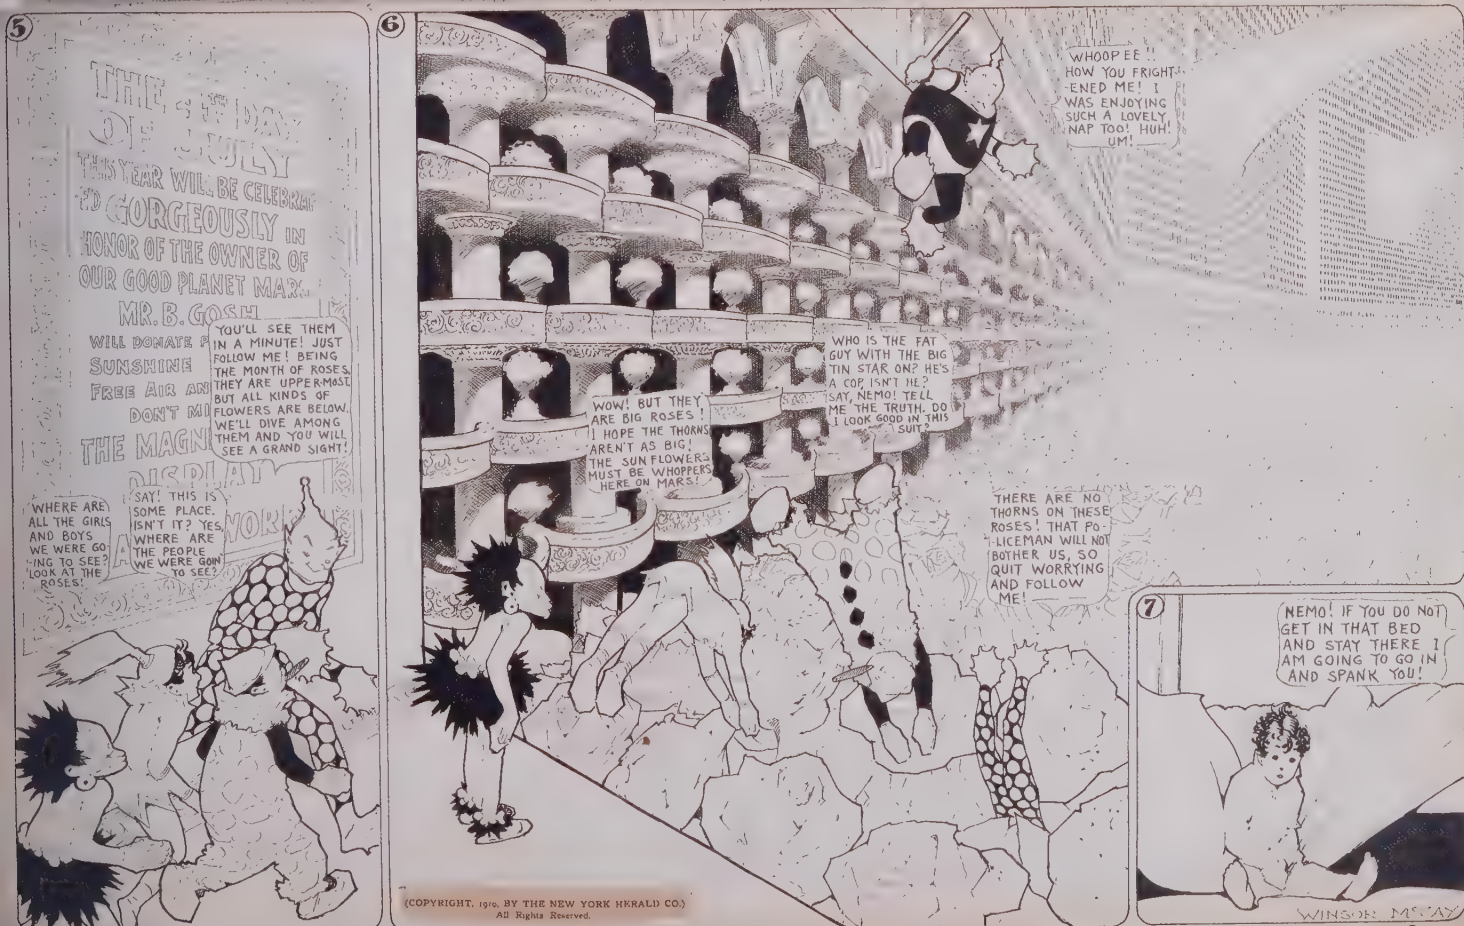 5
THE 4TH DAY
OF JULY
THIS YEAR WILL BE CELEBRAT
ED GORGEOUSLY IN
HONOR OF THE OWNER OF
OUR GOOD PLANET MARS
MR. B. GOSH
WILL DONATE
SUNSHINE
FREE AIR AN
DON'T MI
THE MAGNI
DISPLAY
WOR
YOU'LL SEE THEM
IN A MINUTE! JUST
FOLLOW ME! BEING
THE MONTH OF ROSES,
THEY ARE UPPER-MOST,
BUT ALL KINDS OF
FLOWERS ARE BELOW.
WE'LL DIVE AMONG
THEM AND YOU WILL
SEE A GRAND SIGHT!
WHERE ARE
ALL THE GIRLS
AND BOYS
WE WERE GO-
-ING TO SEE?
LOOK AT THE
ROSES!
SAY! THIS IS
SOME PLACE.
ISN'T IT? YES,
WHERE ARE
THE PEOPLE
WE WERE GOIN'
TO SEE?
6
WHOOPEE!!
HOW YOU FRIGHT-
-ENED ME! I
WAS ENJOYING
SUCH A LOVELY
NAP TOO! HUH!
UM!
WHO IS THE FAT
GUY WITH THE BIG
TIN STAR ON? HE'S
A COP, ISN'T HE?
SAY, NEMO! TELL
ME THE TRUTH. DO
I LOOK GOOD IN THIS
SUIT?
WOW! BUT THEY
ARE BIG ROSES!
I HOPE THE THORNS
AREN'T AS BIG!
THE SUNFLOWERS
MUST BE WHOPPERS
HERE ON MARS!
THERE ARE NO
THORNS ON THESE
ROSES! THAT PO-
-LICEMAN WILL NOT
BOTHER US, SO
QUIT WORRYING
AND FOLLOW
ME!
(COPYRIGHT, 1910, BY THE NEW YORK HERALD CO.)
All Rights Reserved.
7
NEMO! IF YOU DO NOT
GET IN THAT BED
AND STAY THERE I
AM GOING TO GO IN
AND SPANK YOU!
WINSOR McCAY